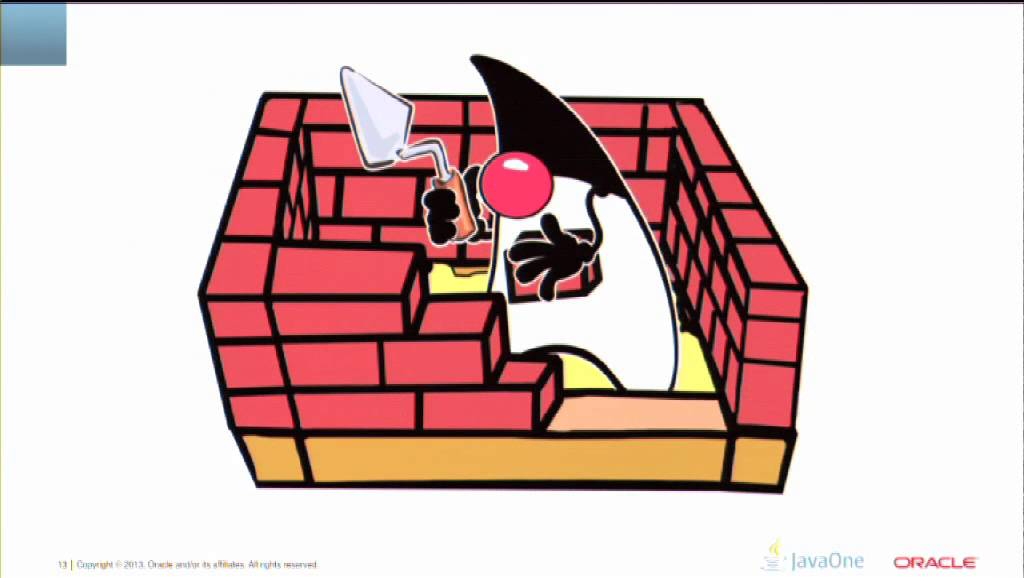 13 | Copyright © 2013, Oracle and/or its affiliates. All rights reserved.
JavaOne
ORACLE